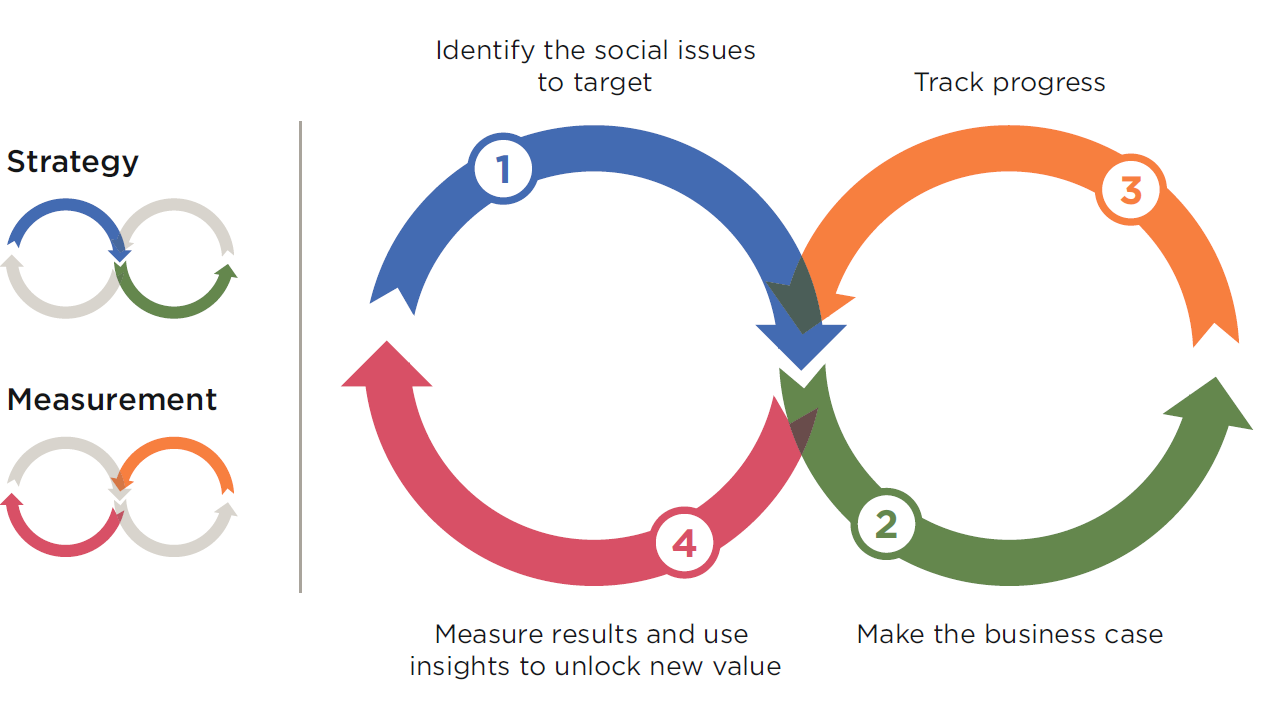 Strategy
Measurement
Identify the social issues
to target
1
Track progress
3
2
Make the business case
4
Measure results and use
insights to unlock new value